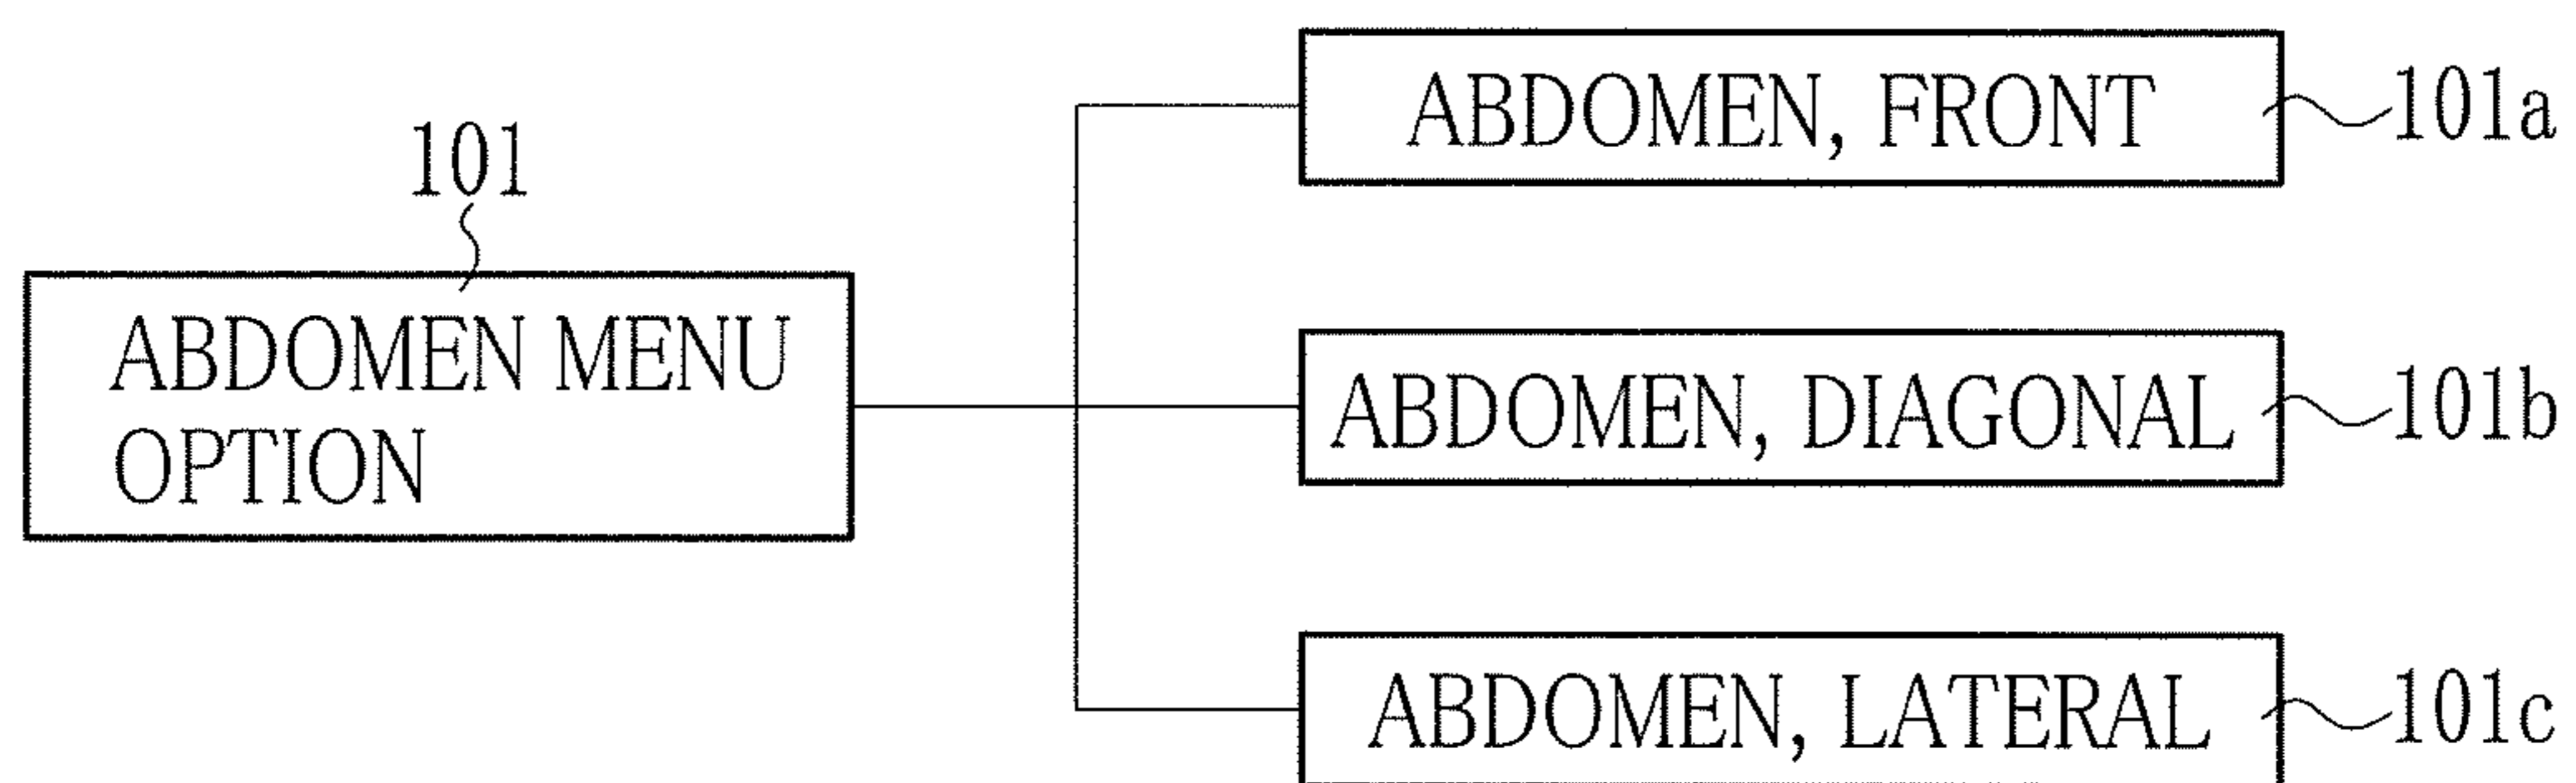 101
ABDOMEN MENU
OPTION
ABDOMEN, FRONT
101a
ABDOMEN, DIAGONAL
101b
ABDOMEN, LATERAL
101c